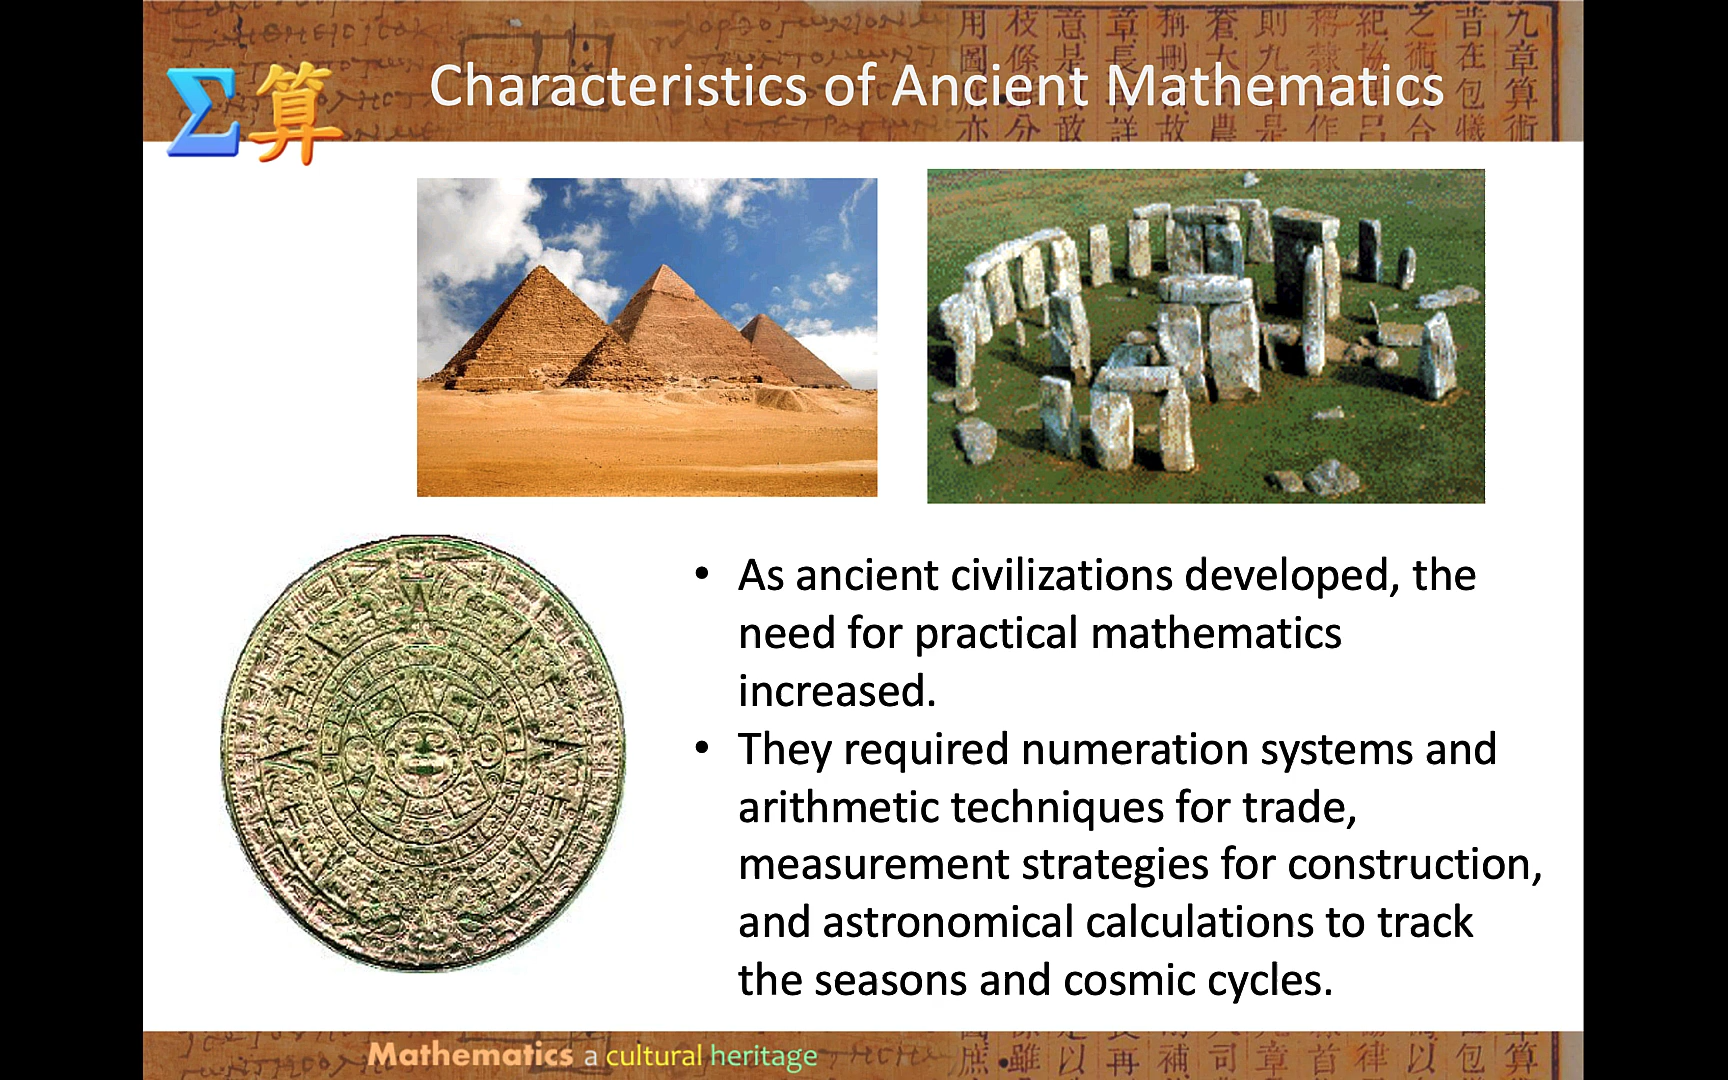 Σ算
Characteristics of Ancient Mathematics
• As ancient civilizations developed, the
need for practical mathematics
increased.
• They required numeration systems and
arithmetic techniques for trade,
measurement strategies for construction,
and astronomical calculations to track
the seasons and cosmic cycles.
Mathematics a cultural heritage